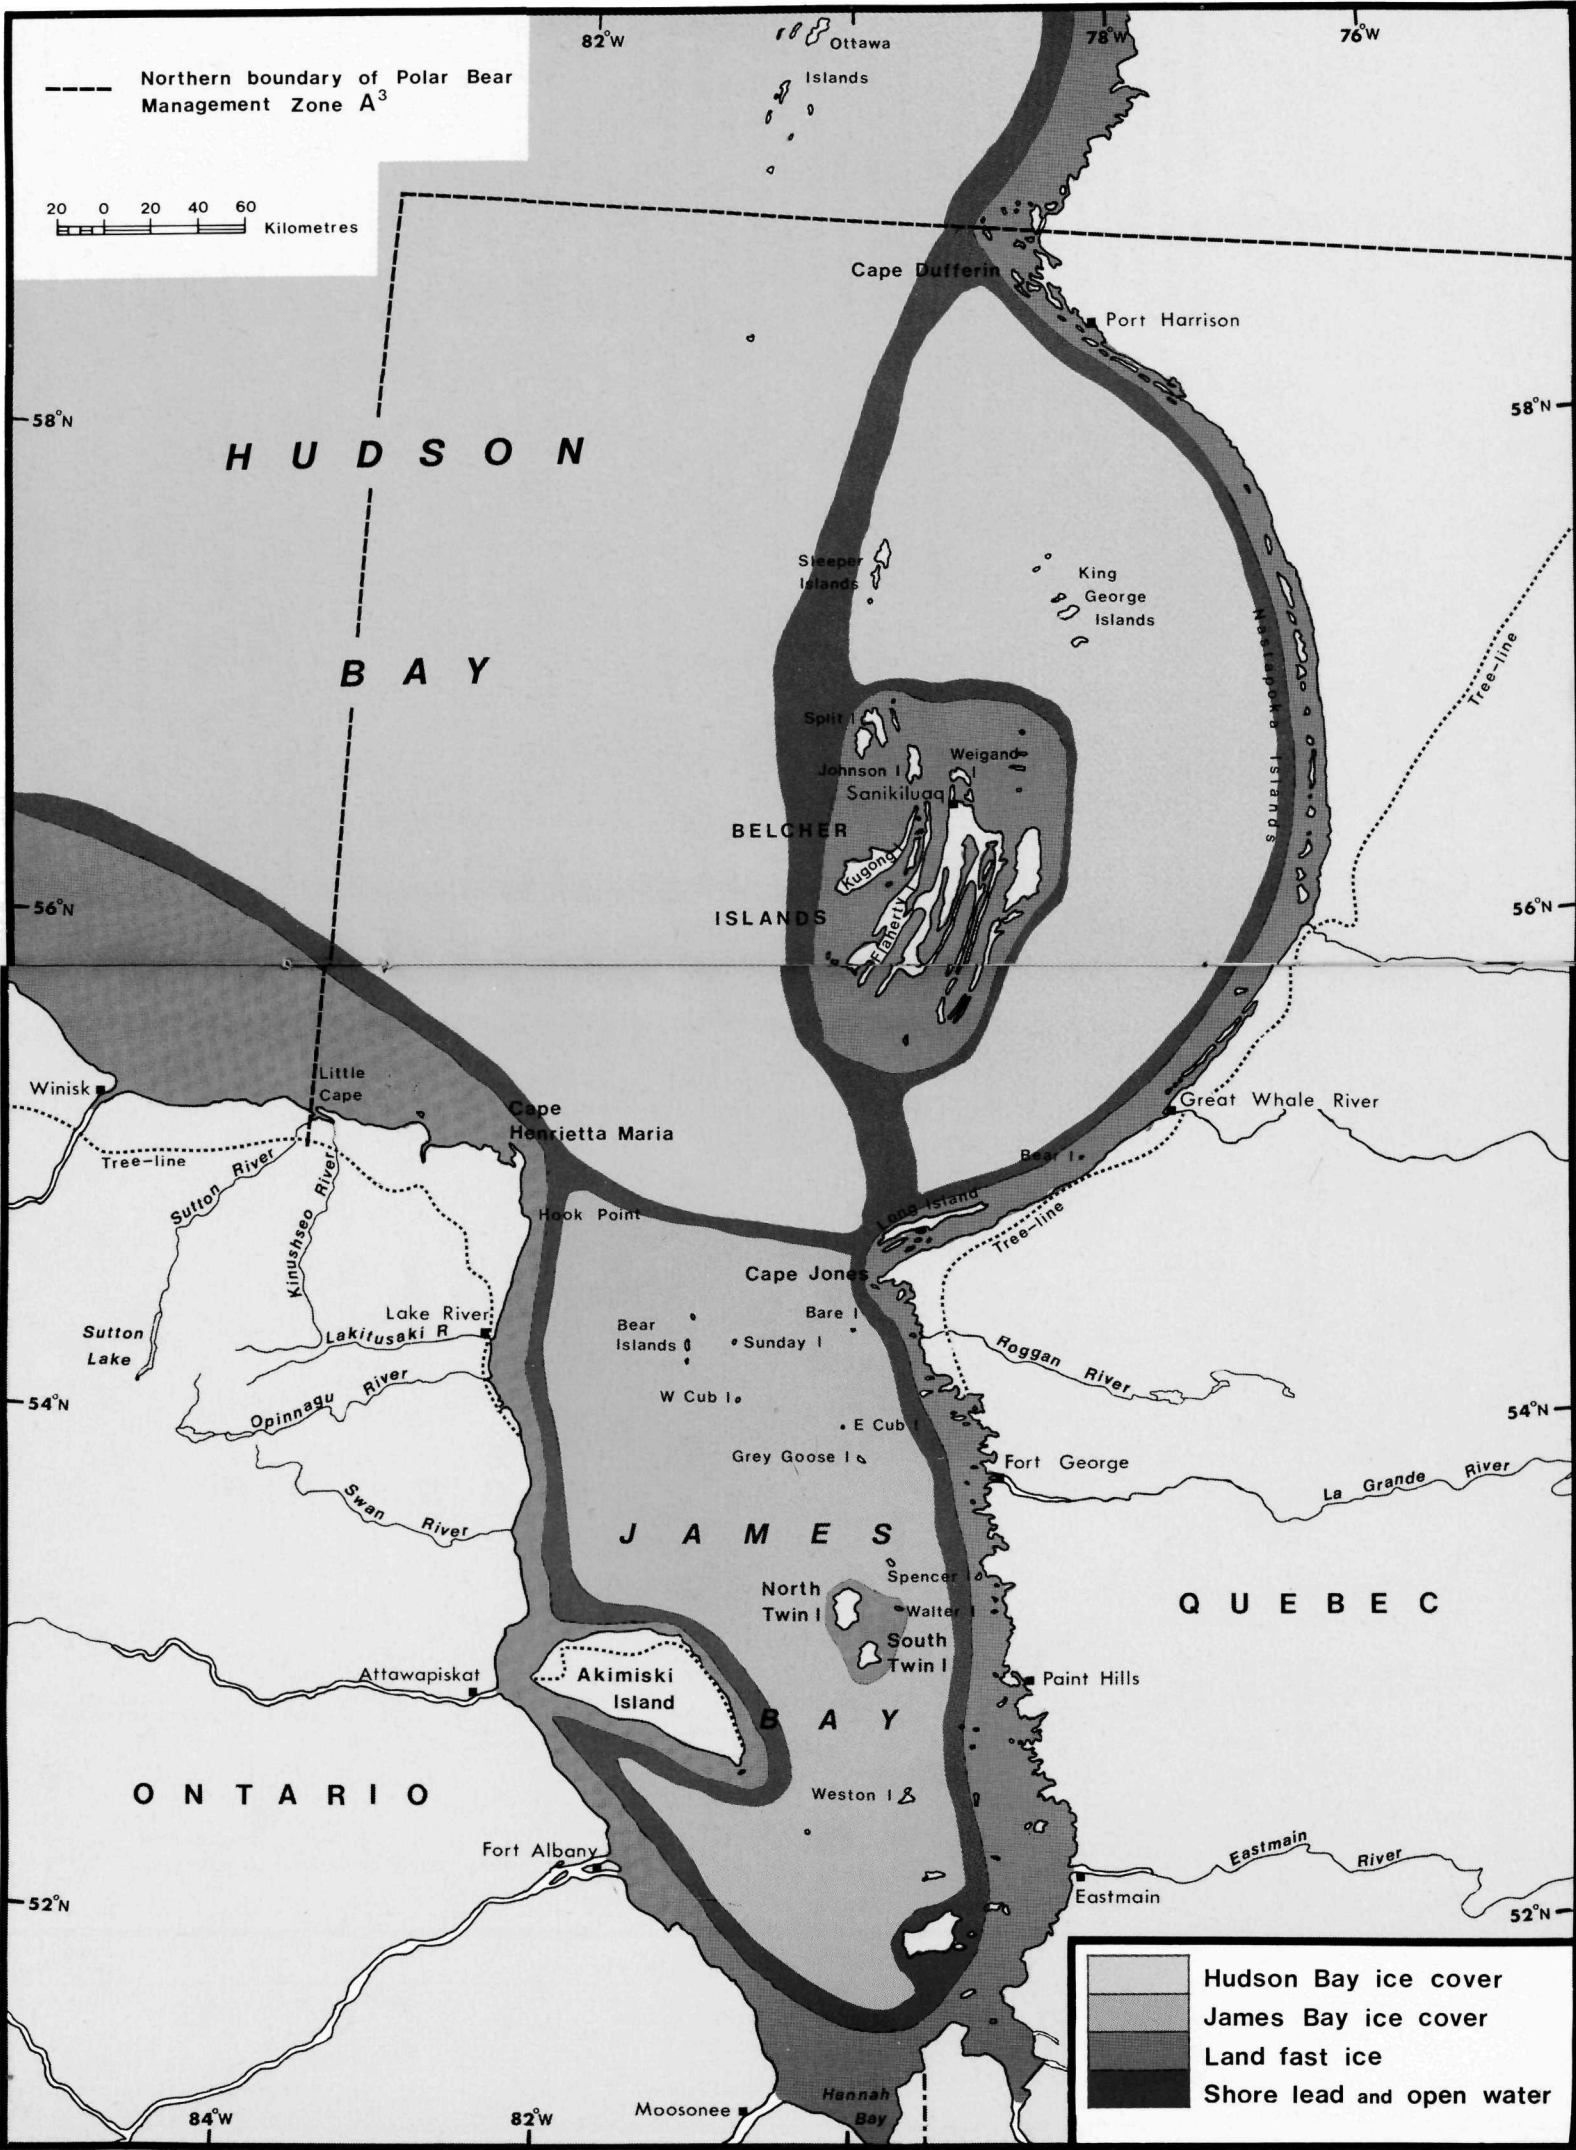 82°W
78°W
76°W
Ottawa
Islands
Northern boundary of Polar Bear
Management Zone A³
20 0 20 40 60
Kilometres
Cape Dufferin
Port Harrison
58°N
58°N
HUDSON
BAY
Sleeper
Islands
King
George
Islands
Nastapoka Islands
Tree-line
Split I
Johnson I
Weigand
I
Sanikiluaq
BELCHER
ISLANDS
Kugong
Flaherty
56°N
56°N
Winisk
Little
Cape
Cape
Henrietta Maria
Great Whale River
Tree-line
Bear I
Sutton River
Kinushseo River
Hook Point
Long Island
Tree-line
Cape Jones
Lake River
Lakitusaki R
Sutton
Lake
Bear
Islands
Bare I
Sunday I
Roggan River
W Cub I
Opinnagu River
54°N
54°N
E Cub I
Grey Goose I
Fort George
La Grande River
Swan River
JAMES
BAY
North
Twin I
Spencer I
Walter I
South
Twin I
QUEBEC
Attawapiskat
Akimiski
Island
Paint Hills
ONTARIO
Weston I
Fort Albany
Eastmain River
Eastmain
52°N
52°N
Hudson Bay ice cover
James Bay ice cover
Land fast ice
Shore lead and open water
Hannah
Bay
Moosonee
84°W
82°W